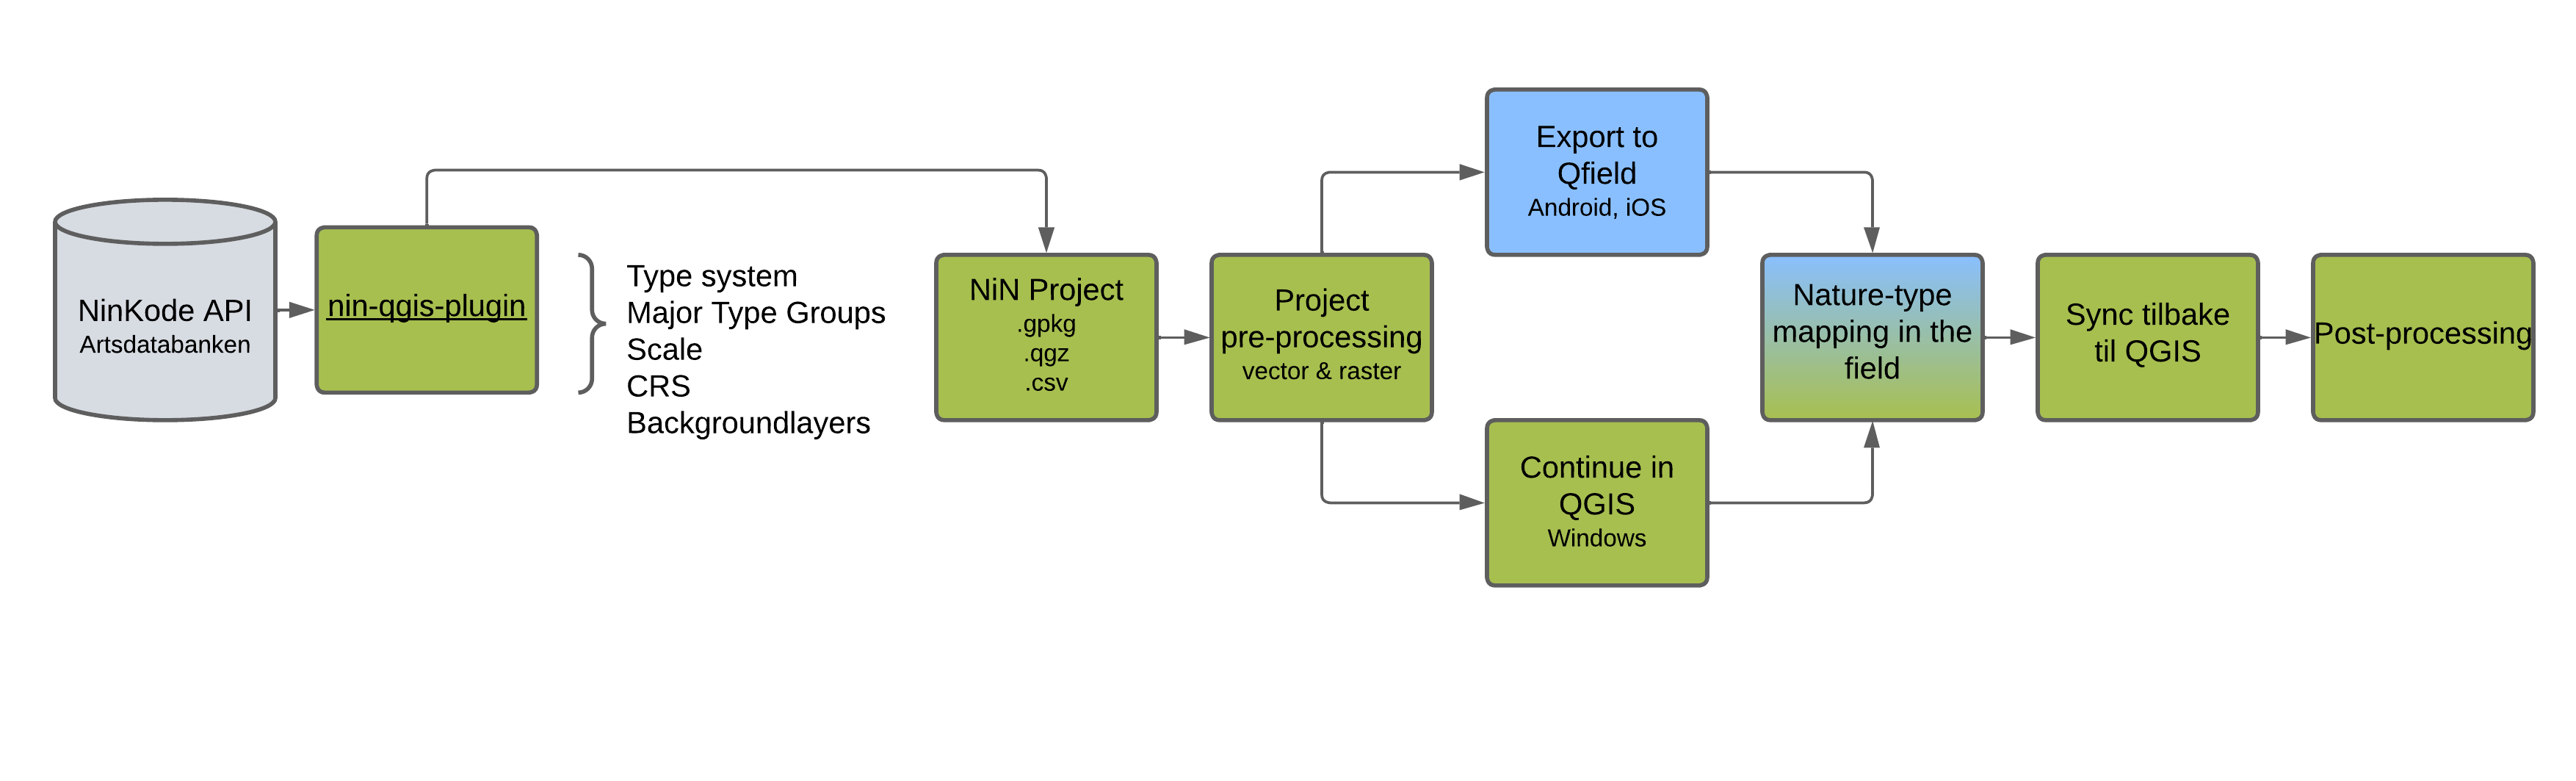 NinKode API
Artsdatabanken
nin-qgis-plugin
Type system
Major Type Groups
Scale
CRS
Backgroundlayers
NiN Project
.gpkg
.qgz
.csv
Project
pre-processing
vector & raster
Export to
Qfield
Android, iOS
Continue in
QGIS
Windows
Nature-type
mapping in the
field
Sync tilbake
til QGIS
Post-processing